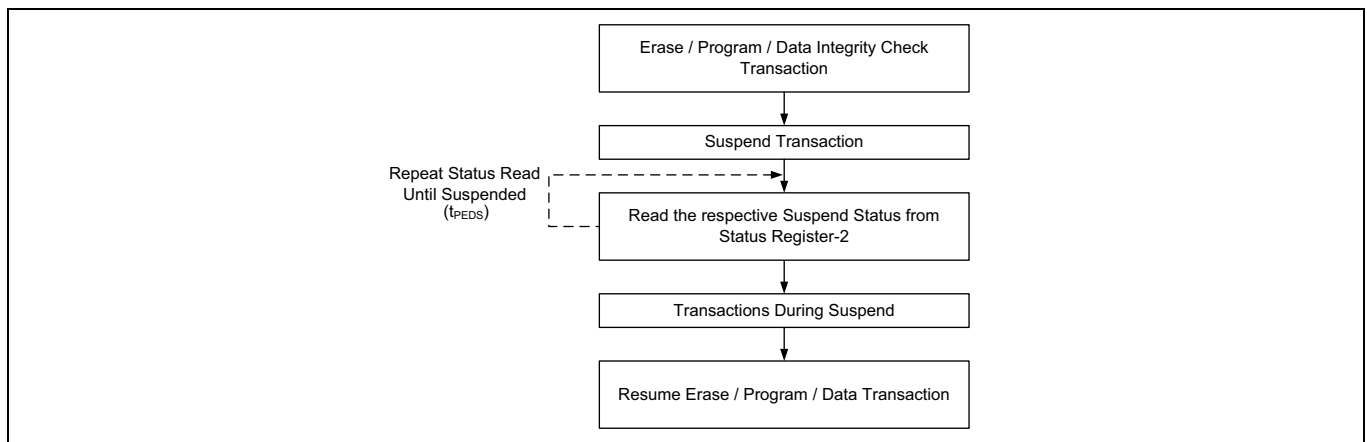 Erase / Program / Data Integrity Check
Transaction
Suspend Transaction
Repeat Status Read
Until Suspended
(tPEDS)
Read the respective Suspend Status from
Status Register-2
Transactions During Suspend
Resume Erase / Program / Data Transaction